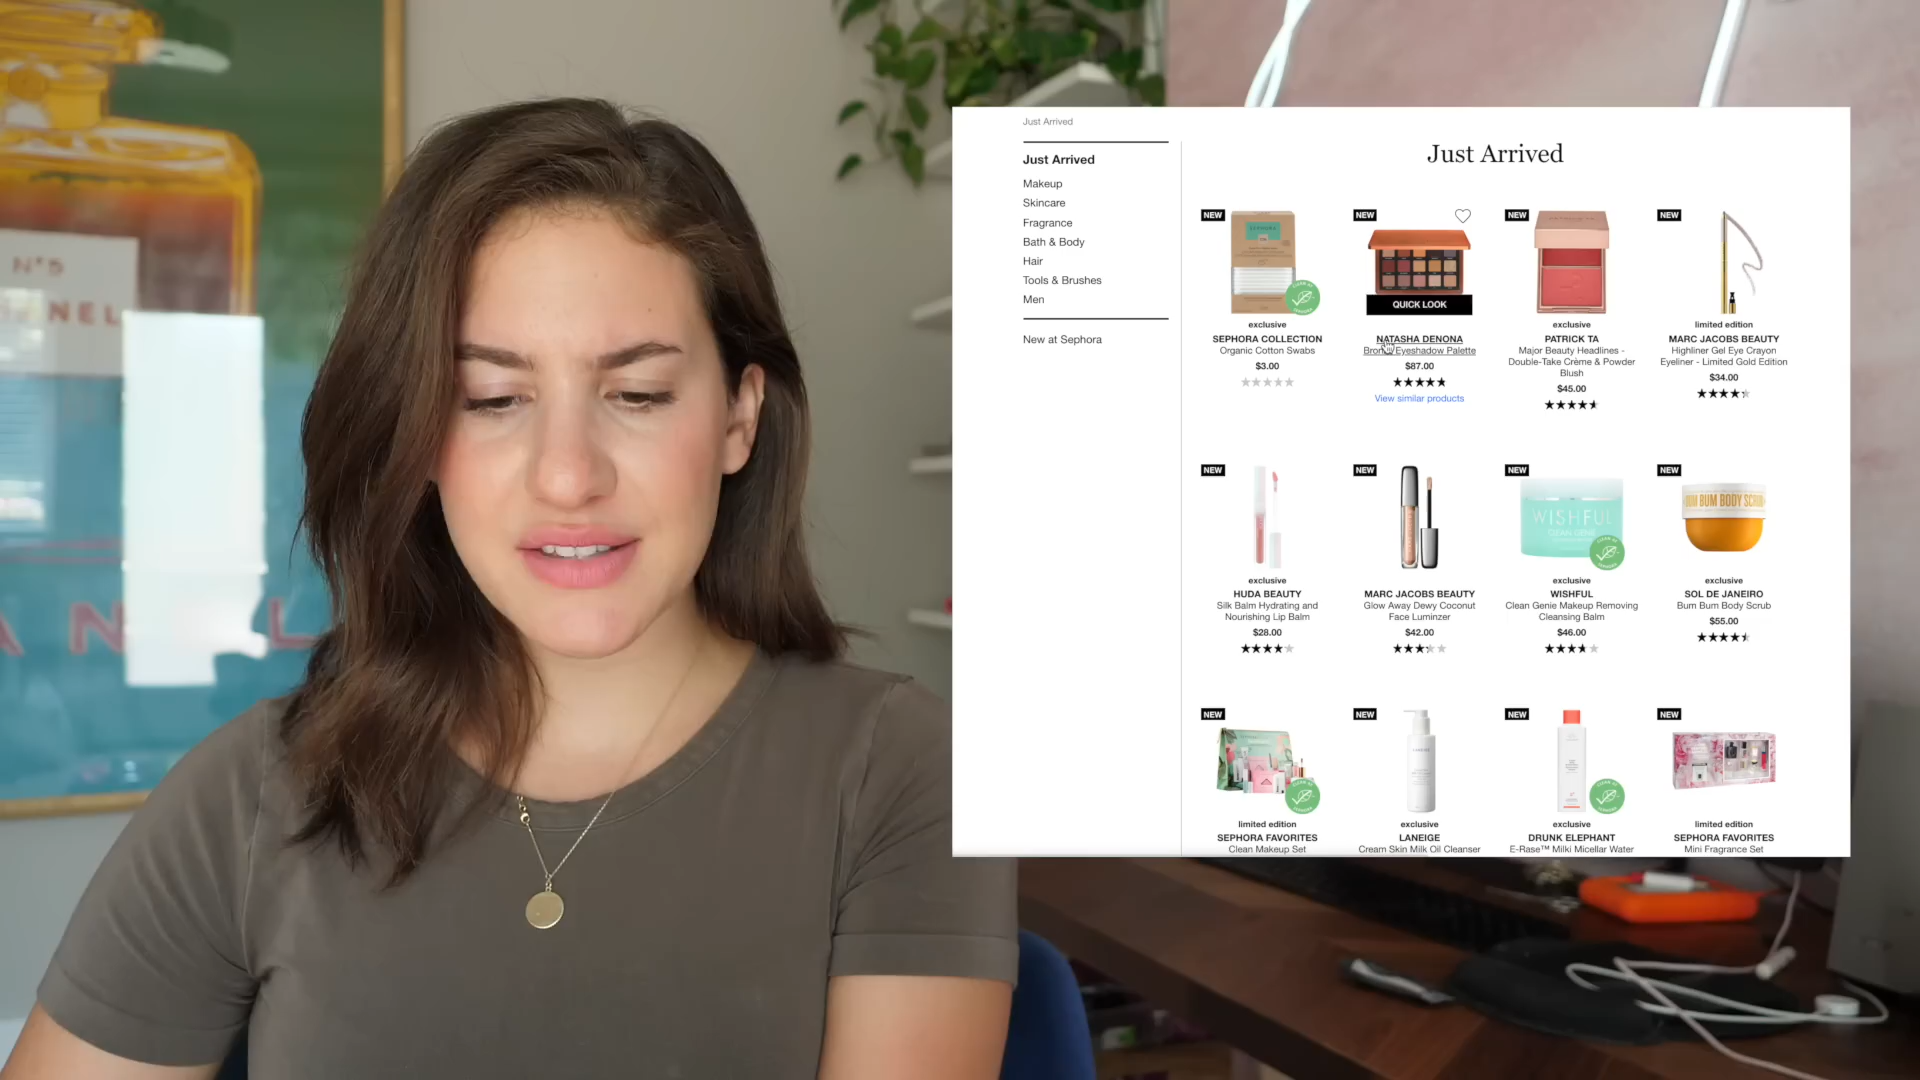 N°5
NEL
A N
L
Just Arrived
Just Arrived
Makeup
Skincare
Fragrance
Bath & Body
Hair
Tools & Brushes
Men
New at Sephora
Just Arrived
NEW
NEW
NEW
NEW
QUICK LOOK
exclusive
SEPHORA COLLECTION
Organic Cotton Swabs
$3.00
NATASHA DENONA
Eyeshadow Palette
$87.00
View similar products
exclusive
PATRICK TA
Major Beauty Headlines -
Double-Take Crème & Powder
Blush
$45.00
limited edition
MARC JACOBS BEAUTY
Highliner Gel Eye Crayon
Eyeliner - Limited Gold Edition
$34.00
NEW
NEW
NEW
NEW
WISHFUL
CLEAN GENIE
BUM BUM BODY SCRUB
exclusive
HUDA BEAUTY
Silk Balm Hydrating and
Nourishing Lip Balm
$28.00
MARC JACOBS BEAUTY
Glow Away Dewy Coconut
Face Luminzer
$42.00
exclusive
WISHFUL
Clean Genie Makeup Removing
Cleansing Balm
$46.00
exclusive
SOL DE JANEIRO
Bum Bum Body Scrub
$55.00
NEW
NEW
NEW
NEW
limited edition
SEPHORA FAVORITES
Clean Makeup Set
exclusive
LANEIGE
Cream Skin Milk Oil Cleanser
exclusive
DRUNK ELEPHANT
E-Rase™ Milki Micellar Water
limited edition
SEPHORA FAVORITES
Mini Fragrance Set